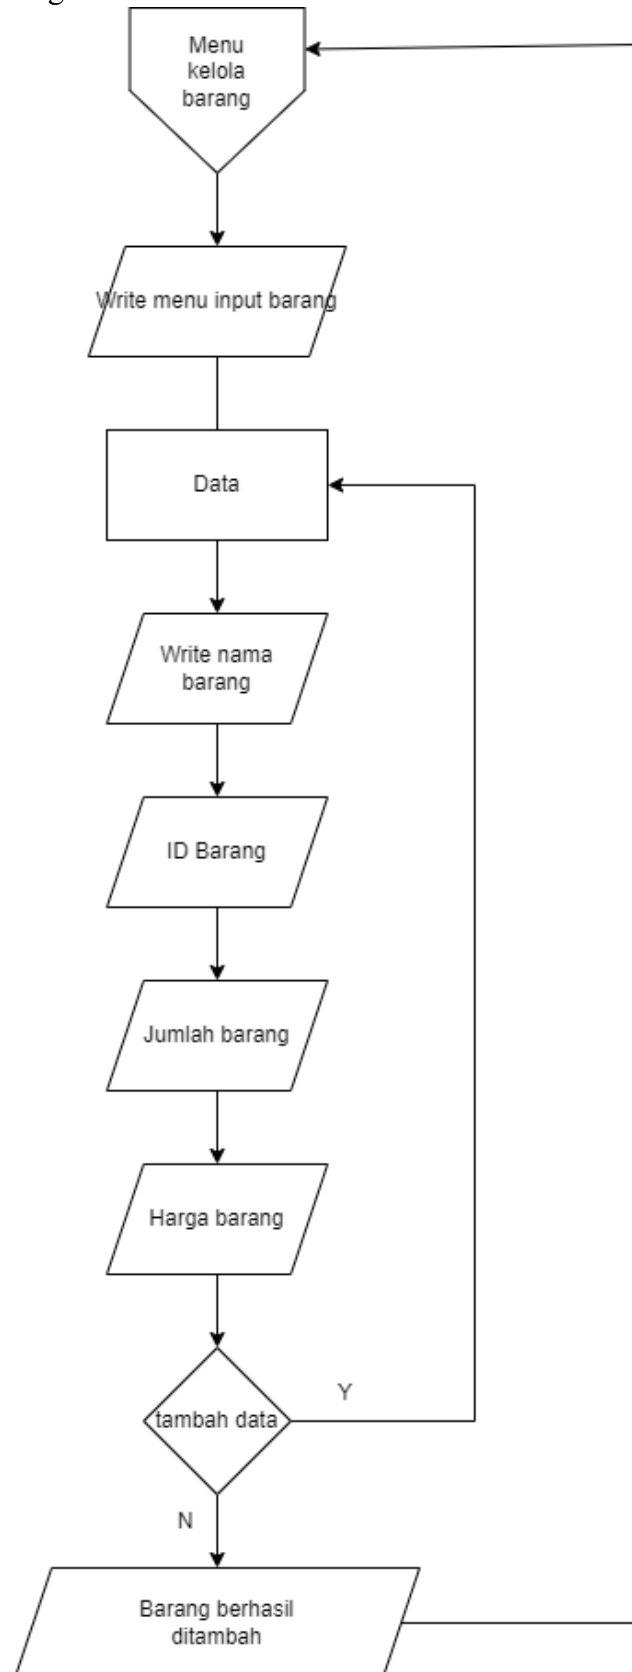 Menu
kelola
barang
Write menu input barang
Data
Write nama
barang
ID Barang
Jumlah barang
Harga barang
tambah data
Y
N
Barang berhasil
ditambah